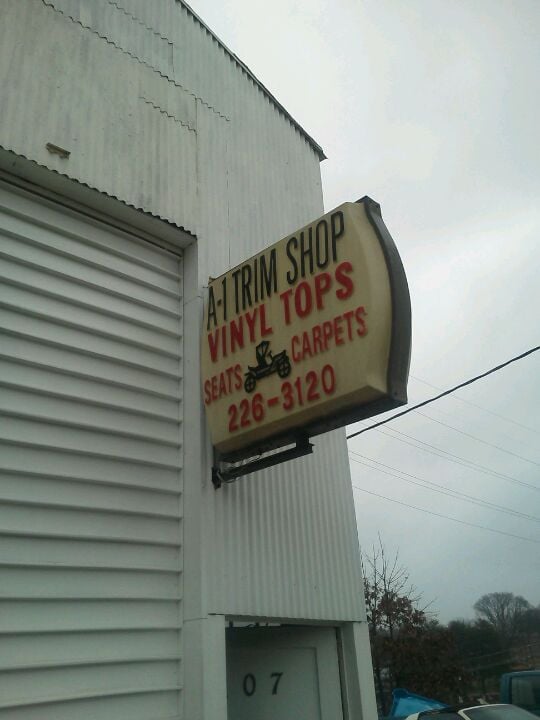 A-1 TRIM SHOP
VINYL TOPS
SEATS CARPETS
226-3120
07